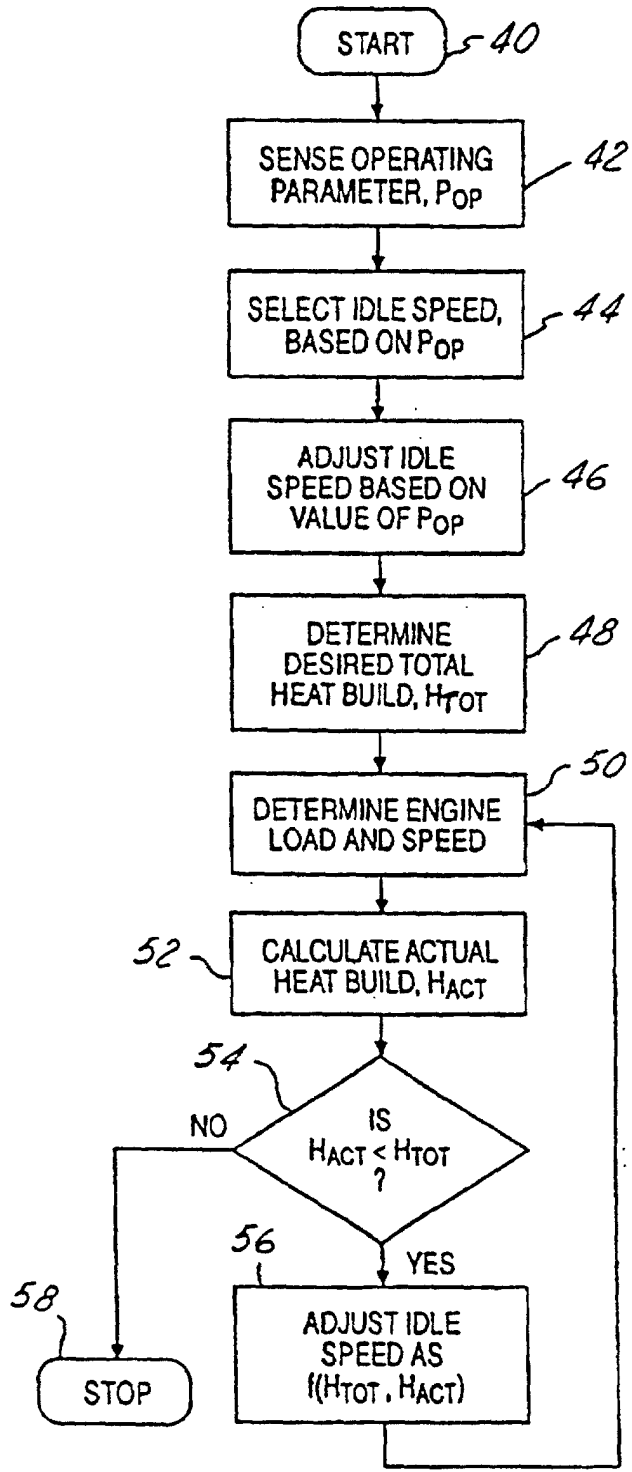 START
40
SENSE OPERATING
PARAMETER, POP
42
SELECT IDLE SPEED,
BASED ON POP
44
ADJUST IDLE
SPEED BASED ON
VALUE OF POP
46
DETERMINE
DESIRED TOTAL
HEAT BUILD, HTOT
48
50
DETERMINE ENGINE
LOAD AND SPEED
52
CALCULATE ACTUAL
HEAT BUILD, HACT
54
NO
IS
HACT < HTOT
?
56
YES
ADJUST IDLE
SPEED AS
f(HTOT, HACT)
58
STOP